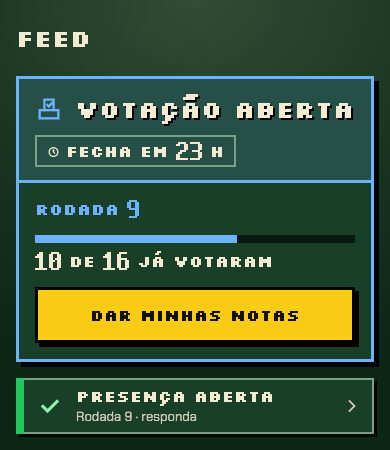 FEED
VOTAÇÃO ABERTA
FECHA EM 23 H
RODADA 9
10 DE 16 JÁ VOTARAM
DAR MINHAS NOTAS
PRESENÇA ABERTA
Rodada 9 · responda